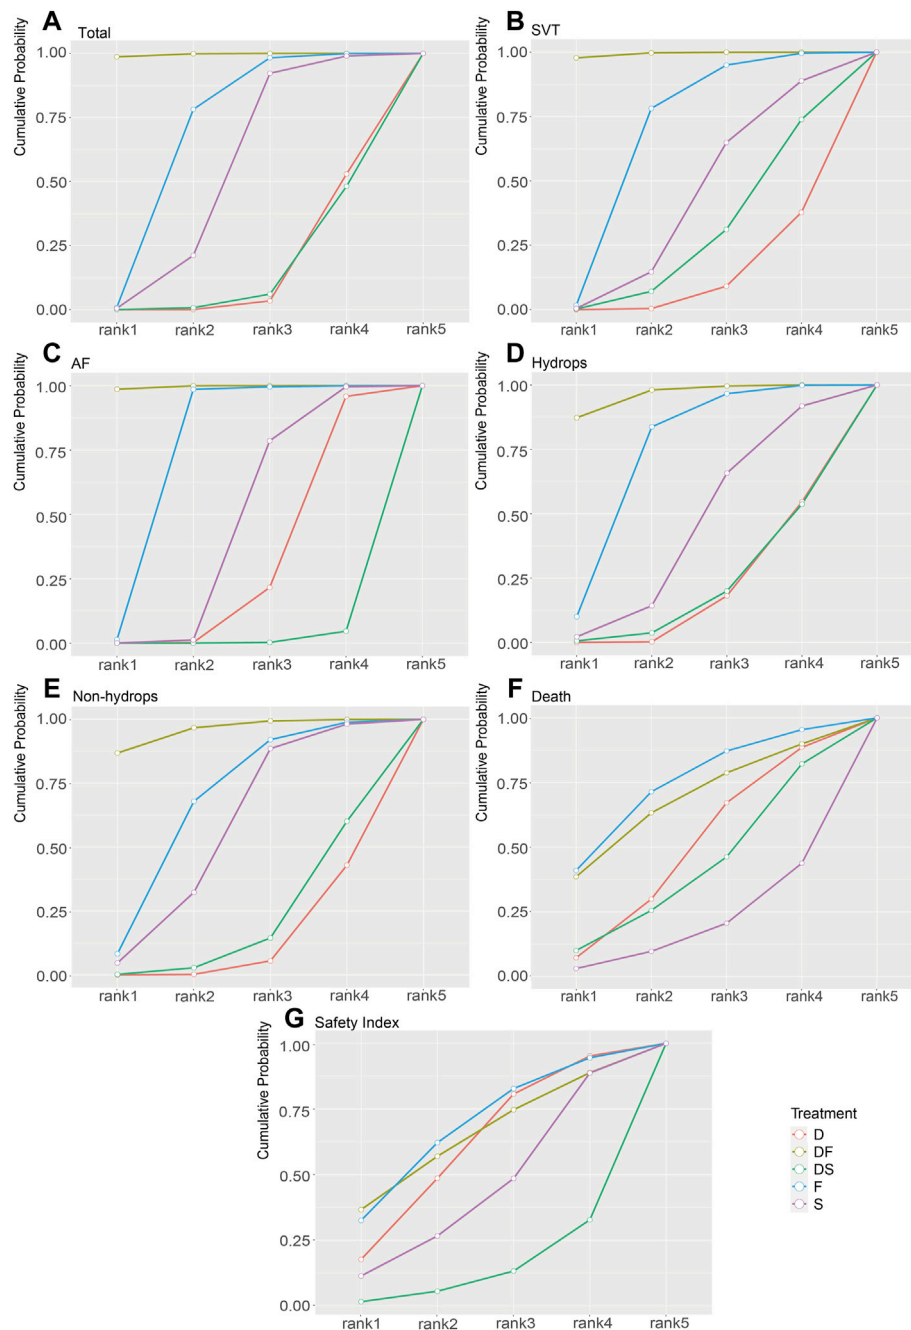 A
Total
Cumulative Probability
1.00
0.75
0.50
0.25
0.00
rank1 rank2 rank3 rank4 rank5
B
SVT
Cumulative Probability
1.00
0.75
0.50
0.25
0.00
rank1 rank2 rank3 rank4 rank5
C
AF
Cumulative Probability
1.00
0.75
0.50
0.25
0.00
rank1 rank2 rank3 rank4 rank5
D
Hydrops
Cumulative Probability
1.00
0.75
0.50
0.25
0.00
rank1 rank2 rank3 rank4 rank5
E
Non-hydrops
Cumulative Probability
1.00
0.75
0.50
0.25
0.00
rank1 rank2 rank3 rank4 rank5
F
Death
Cumulative Probability
1.00
0.75
0.50
0.25
0.00
rank1 rank2 rank3 rank4 rank5
G
Safety Index
Cumulative Probability
1.00
0.75
0.50
0.25
0.00
rank1 rank2 rank3 rank4 rank5
Treatment
D
DF
DS
F
S